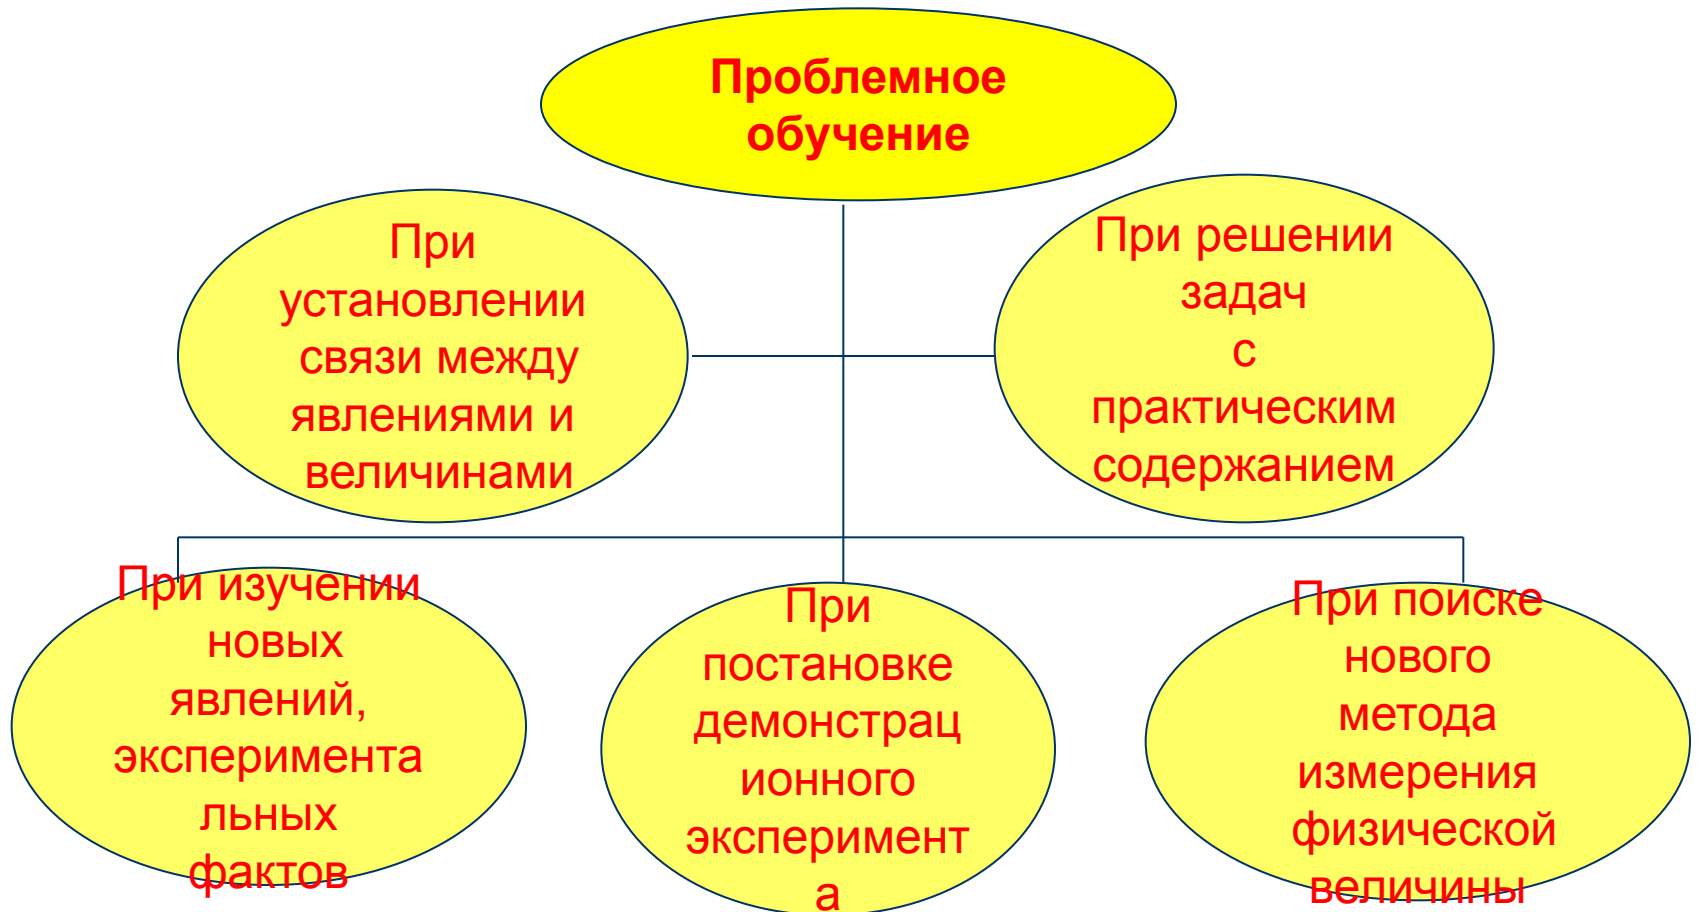 Проблемное
обучение
При
установлении
связи между
явлениями и
величинами
При решении
задач
с
практическим
содержанием
При изучении
новых
явлений,
эксперимента
льных
фактов
При
постановке
демонстрац
ионного
эксперимент
а
При поиске
нового
метода
измерения
физической
величины